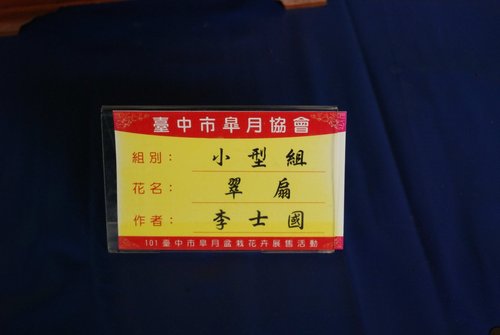 臺中市皐月協會
組別： 小型組
花名： 翠扇
作者： 李士國
101臺中市皐月盆栽花卉展售活動